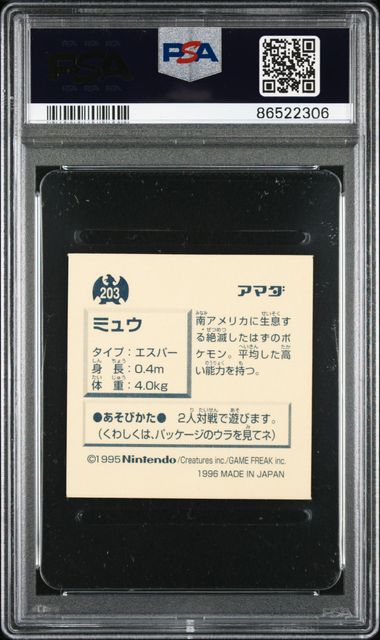 PSA
PSA
86522306
203
アマダ
ミュウ
タイプ：エスパー
身長：0.4m
体重：4.0kg
南アメリカに生息す
る絶滅したはずのポ
ケモン。平均した高
い能力を持つ。
●あそびかた● 2人対戦で遊びます。
(くわしくは、パッケージのウラを見てネ)
©1995 Nintendo/Creatures inc./GAME FREAK inc.
1996 MADE IN JAPAN